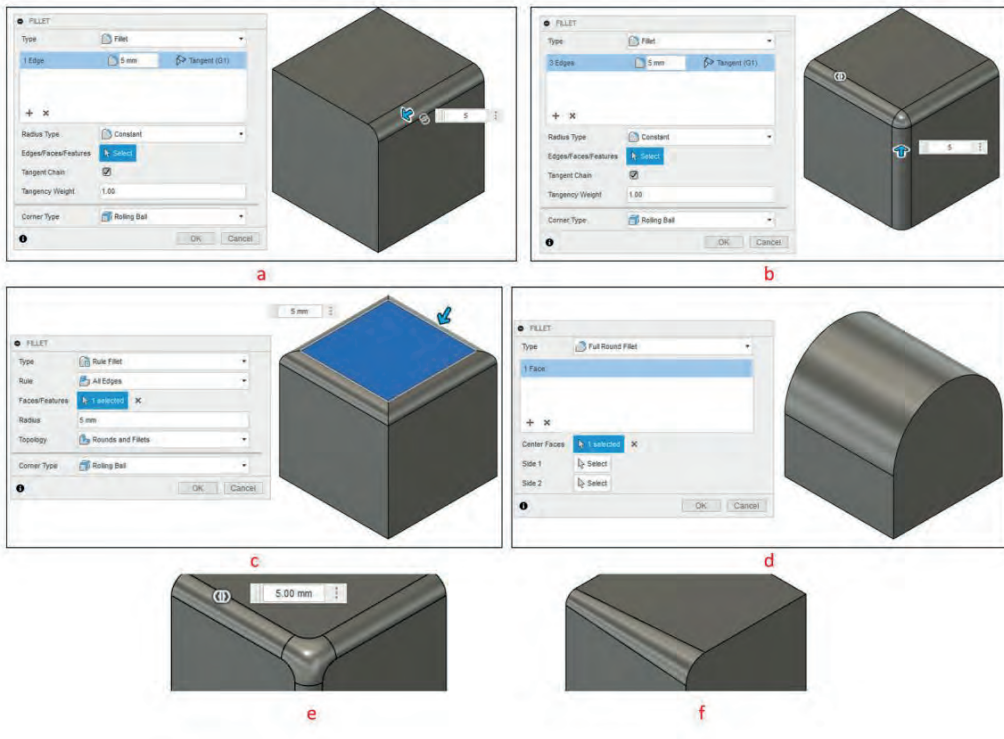 FILLET
Type Fillet
1 Edge 5 mm Tangent (G1)
5
Radius Type Constant
Edges/Faces/Features Select
Tangent Chain
Tangency Weight 1.00
Corner Type Rolling Ball
OK Cancel
a
FILLET
Type Fillet
3 Edges 5 mm Tangent (G1)
5
Radius Type Constant
Edges/Faces/Features Select
Tangent Chain
Tangency Weight 1.00
Corner Type Rolling Ball
OK Cancel
b
5 mm
FILLET
Type Rule Fillet
Rule All Edges
Faces/Features 1 selected
Radius 5 mm
Topology Rounds and Fillets
Corner Type Rolling Ball
OK Cancel
c
FILLET
Type Full Round Fillet
1 Face
Center Faces 1 selected
Side 1 Select
Side 2 Select
OK Cancel
d
5.00 mm
e
f